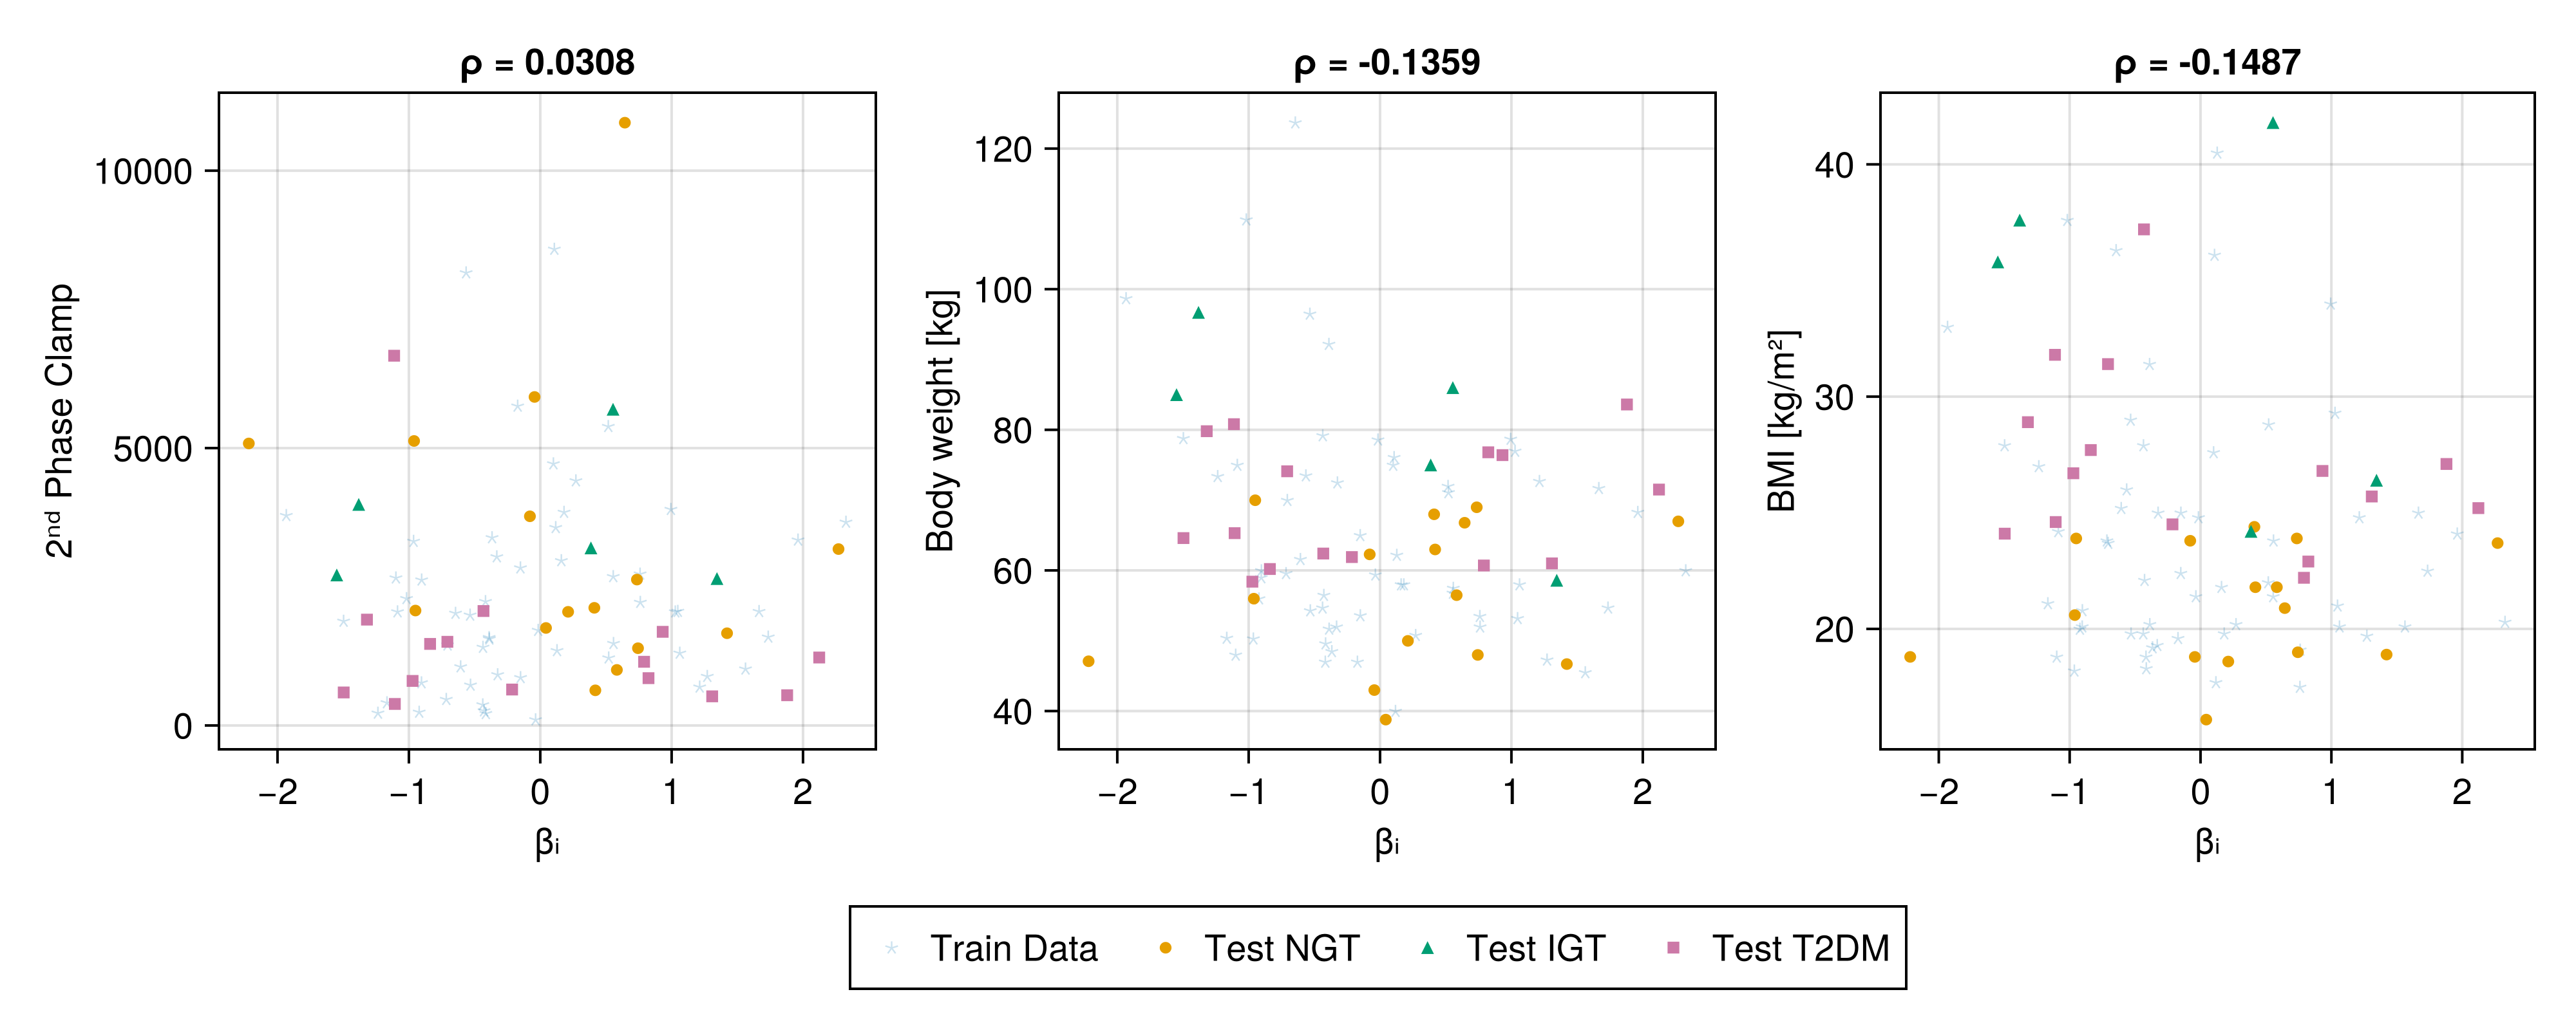 ρ = 0.0308
2ⁿᵈ Phase Clamp
10000
5000
0
−2 −1 0 1 2
βᵢ
ρ = -0.1359
Body weight [kg]
120
100
80
60
40
−2 −1 0 1 2
βᵢ
ρ = -0.1487
BMI [kg/m²]
40
30
20
−2 −1 0 1 2
βᵢ
Train Data Test NGT Test IGT Test T2DM